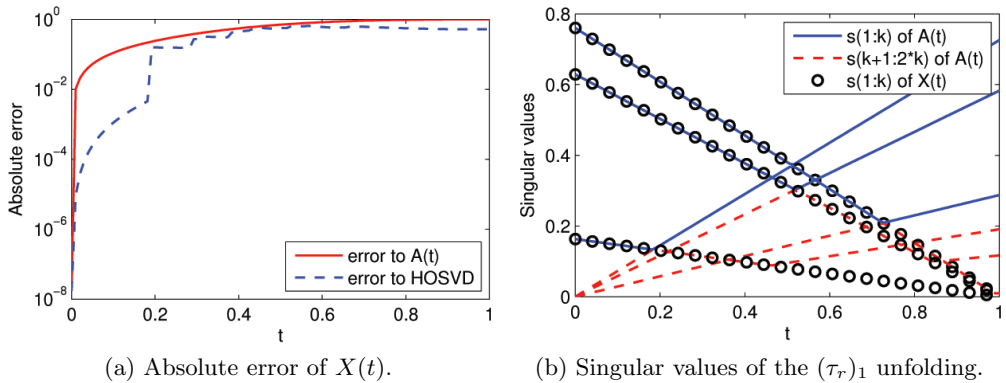 10^0
10^-2
10^-4
10^-6
10^-8
Absolute error
error to A(t)
error to HOSVD
0 0.2 0.4 0.6 0.8 1
t
(a) Absolute error of X(t).
0.8
0.6
0.4
0.2
0
Singular values
s(1:k) of A(t)
s(k+1:2*k) of A(t)
s(1:k) of X(t)
0 0.2 0.4 0.6 0.8 1
t
(b) Singular values of the (τ_r)_1 unfolding.